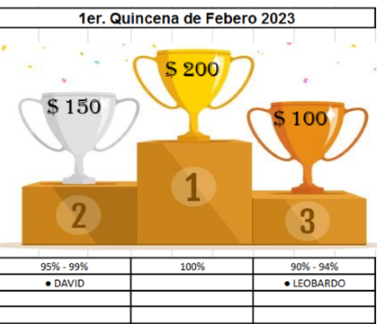 1er. Quincena de Febero 2023
$ 200
$ 150
$ 100
1
2
3
95% - 99% 100% 90% - 94%
• DAVID • LEOBARDO